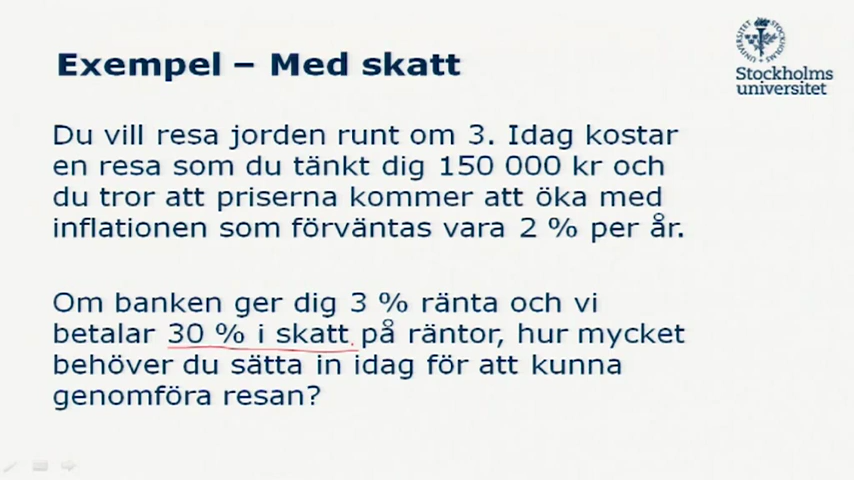 Exempel – Med skatt
Stockholms
universitet
Du vill resa jorden runt om 3. Idag kostar
en resa som du tänkt dig 150 000 kr och
du tror att priserna kommer att öka med
inflationen som förväntas vara 2 % per år.
Om banken ger dig 3 % ränta och vi
betalar 30 % i skatt på räntor, hur mycket
behöver du sätta in idag för att kunna
genomföra resan?